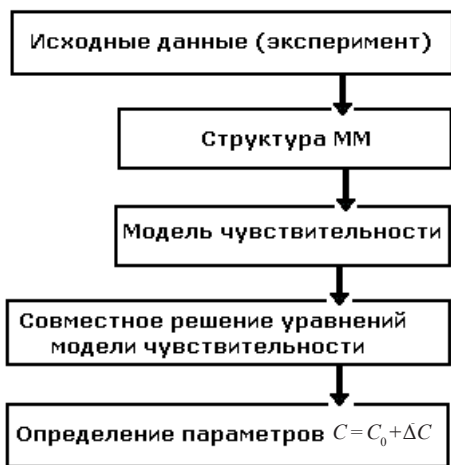 Исходные данные (эксперимент)
Структура ММ
Модель чувствительности
Совместное решение уравнений
модели чувствительности
Определение параметров C = C₀ + ΔC